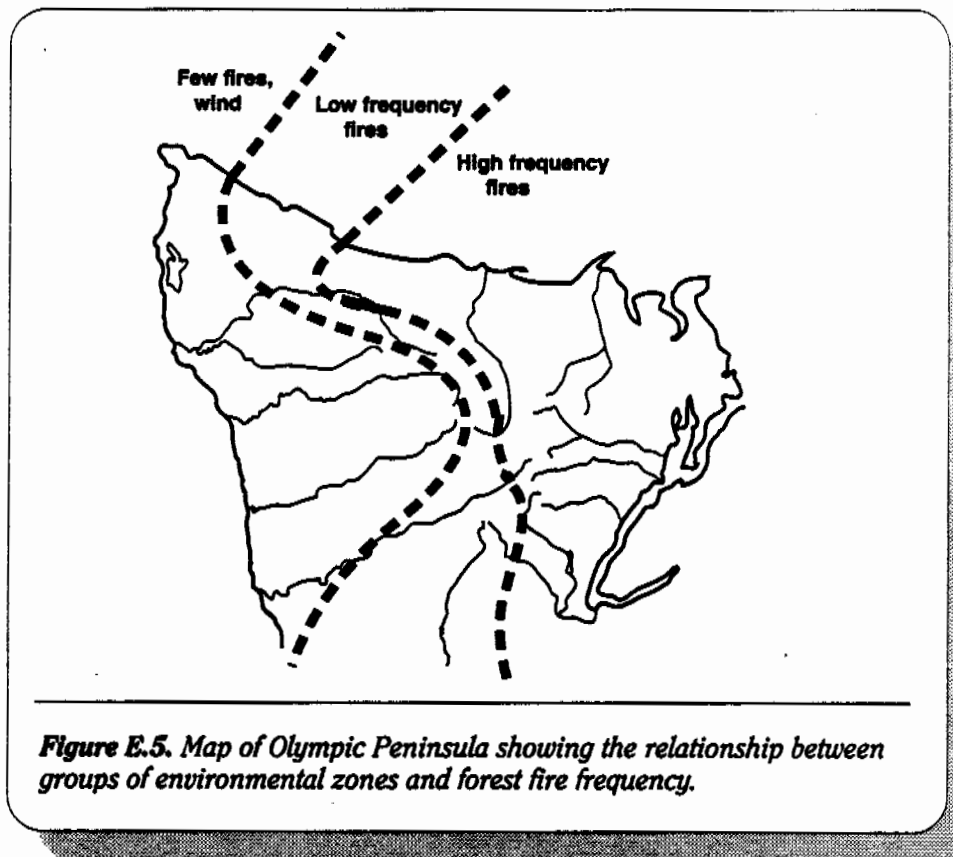 Few fires,
wind
Low frequency
fires
High frequency
fires
Figure E.5. Map of Olympic Peninsula showing the relationship between
groups of environmental zones and forest fire frequency.